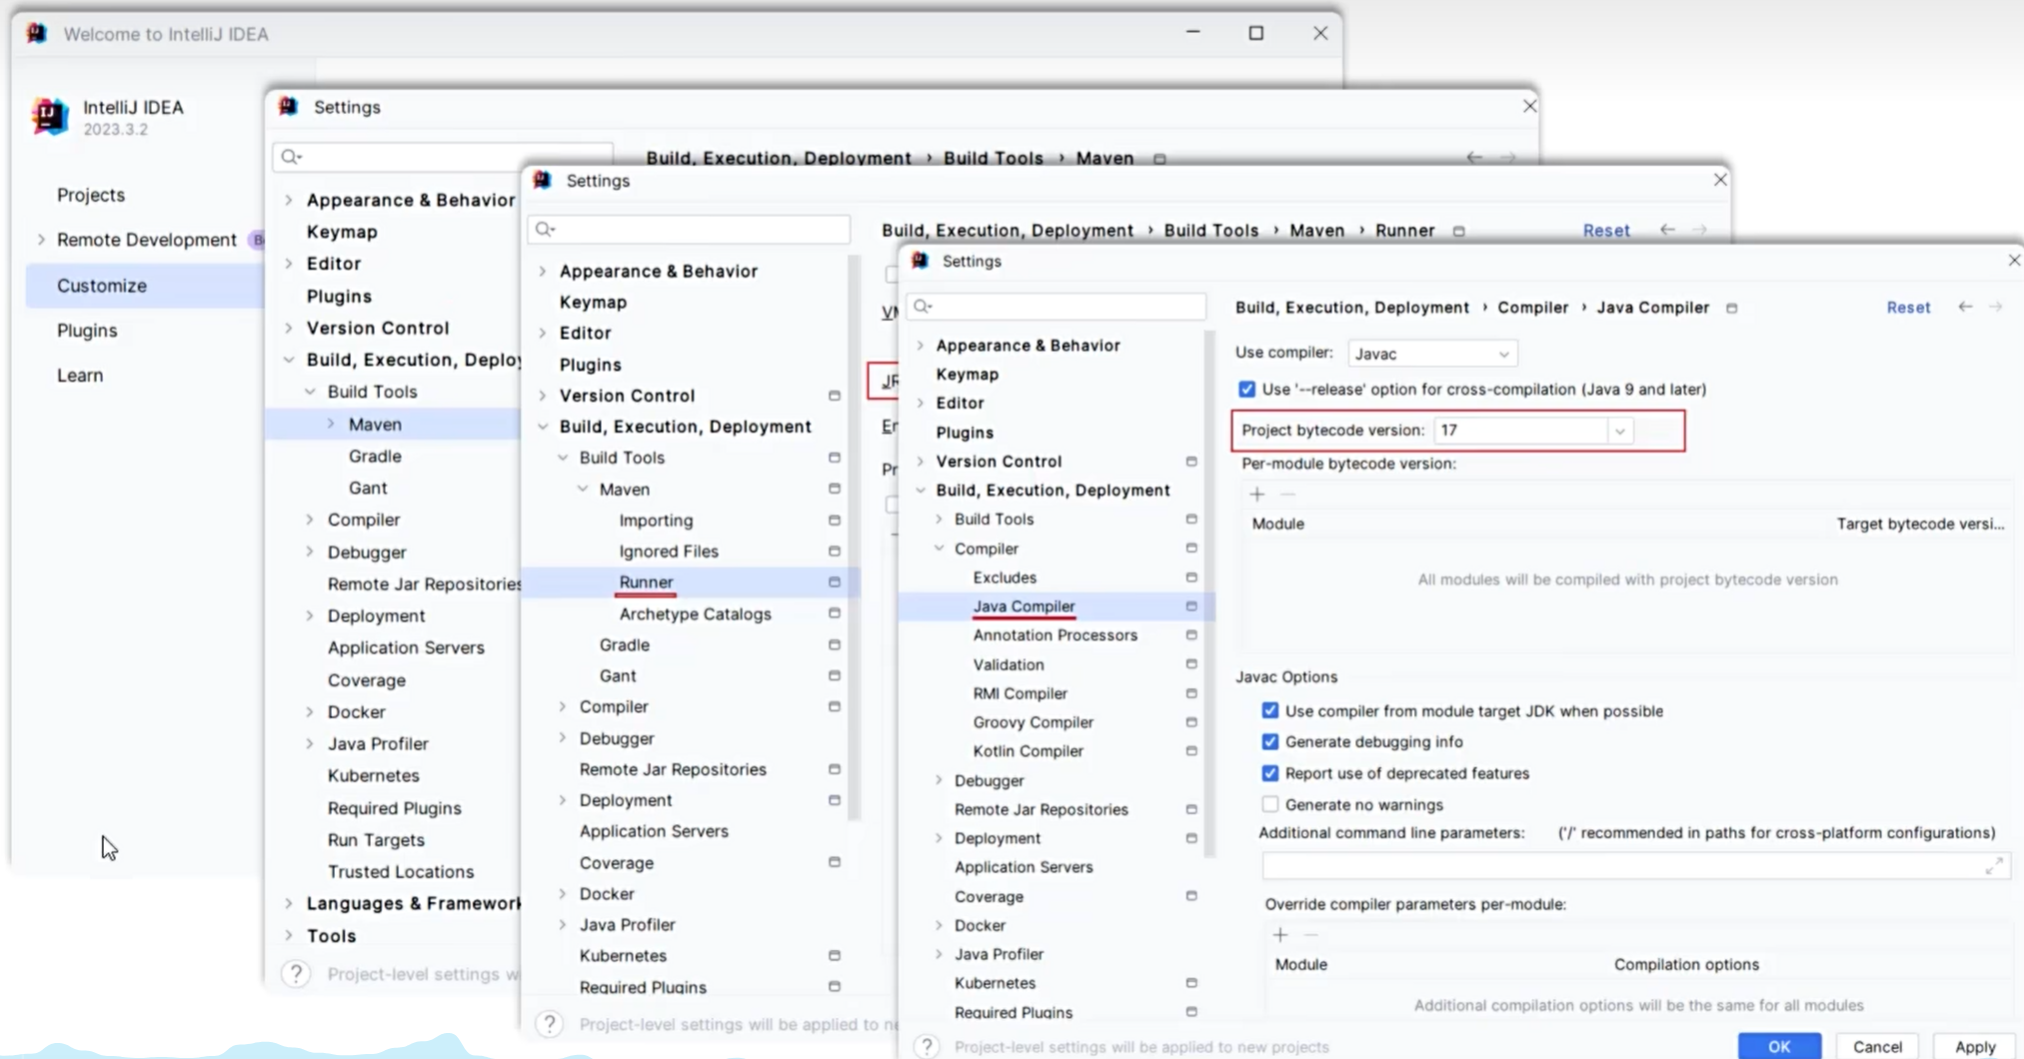 Welcome to IntelliJ IDEA
IntelliJ IDEA
2023.3.2
Projects
Remote Development
Customize
Plugins
Learn
Settings
Build, Execution, Deployment › Build Tools › Maven
Appearance & Behavior
Keymap
Editor
Plugins
Version Control
Build, Execution, Deploy
Build Tools
Maven
Gradle
Gant
Compiler
Debugger
Remote Jar Repositories
Deployment
Application Servers
Coverage
Docker
Java Profiler
Kubernetes
Required Plugins
Run Targets
Trusted Locations
Languages & Framework
Tools
? Project-level settings w
Settings
Build, Execution, Deployment › Build Tools › Maven › Runner Reset
Appearance & Behavior
Keymap
Editor
Plugins
Version Control
Build, Execution, Deployment
Build Tools
Maven
Importing
Ignored Files
Runner
Archetype Catalogs
Gradle
Gant
Compiler
Debugger
Remote Jar Repositories
Deployment
Application Servers
Coverage
Docker
Java Profiler
Kubernetes
Required Plugins
? Project-level settings will be applied to ne
VM
JR
En
Pr
Settings
Build, Execution, Deployment › Compiler › Java Compiler Reset
Appearance & Behavior
Keymap
Editor
Plugins
Version Control
Build, Execution, Deployment
Build Tools
Compiler
Excludes
Java Compiler
Annotation Processors
Validation
RMI Compiler
Groovy Compiler
Kotlin Compiler
Debugger
Remote Jar Repositories
Deployment
Application Servers
Coverage
Docker
Java Profiler
Kubernetes
Required Plugins
Use compiler: Javac
Use '--release' option for cross-compilation (Java 9 and later)
Project bytecode version: 17
Per-module bytecode version:
Module Target bytecode versi...
All modules will be compiled with project bytecode version
Javac Options
Use compiler from module target JDK when possible
Generate debugging info
Report use of deprecated features
Generate no warnings
Additional command line parameters: ('/' recommended in paths for cross-platform configurations)
Override compiler parameters per-module:
Module Compilation options
Additional compilation options will be the same for all modules
? Project-level settings will be applied to new projects
OK Cancel Apply